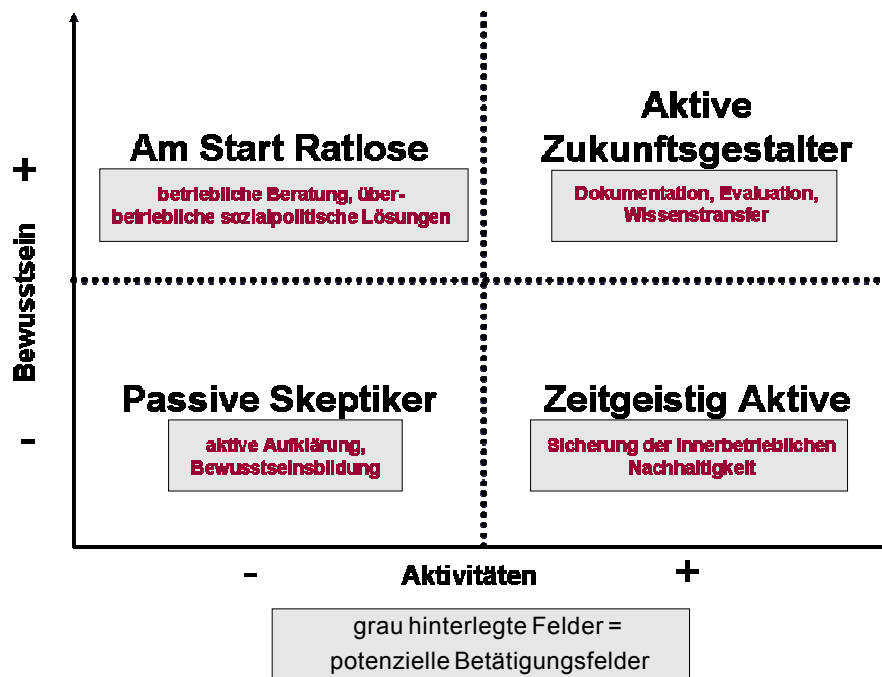 Am Start Ratlose
betriebliche Beratung, über-
betriebliche sozialpolitische Lösungen
Aktive
Zukunftsgestalter
Dokumentation, Evaluation,
Wissenstransfer
Bewusstsein
+
-
Passive Skeptiker
aktive Aufklärung,
Bewusstseinsbildung
Zeitgeistig Aktive
Sicherung der innerbetrieblichen
Nachhaltigkeit
- Aktivitäten +
grau hinterlegte Felder =
potenzielle Betätigungsfelder